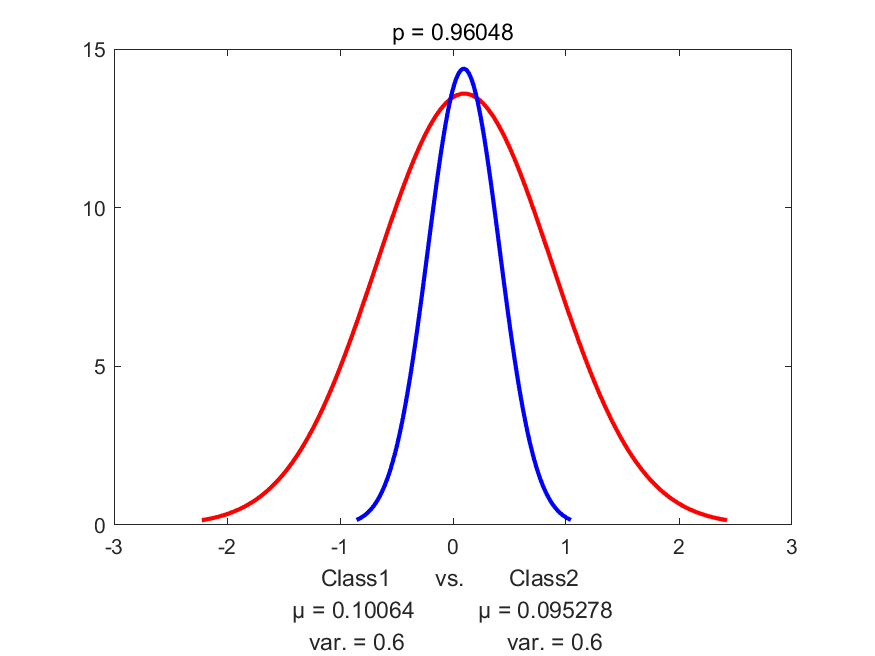 p = 0.96048
15
10
5
0
-3 -2 -1 0 1 2 3
Class1 vs. Class2
μ = 0.10064 μ = 0.095278
var. = 0.6 var. = 0.6